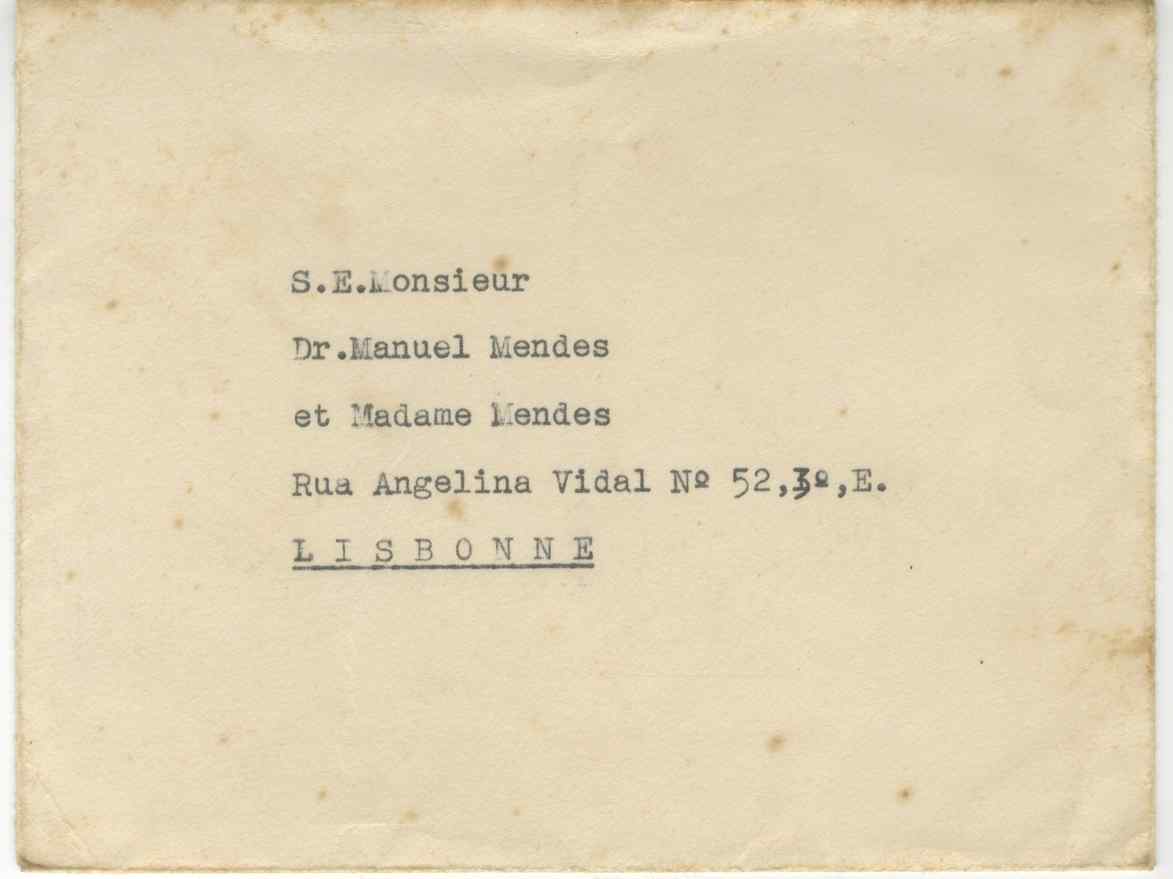 S.E.Monsieur
Dr.Manuel Mendes
et Madame Mendes
Rua Angelina Vidal Nº 52,3º,E.
L I S B O N N E